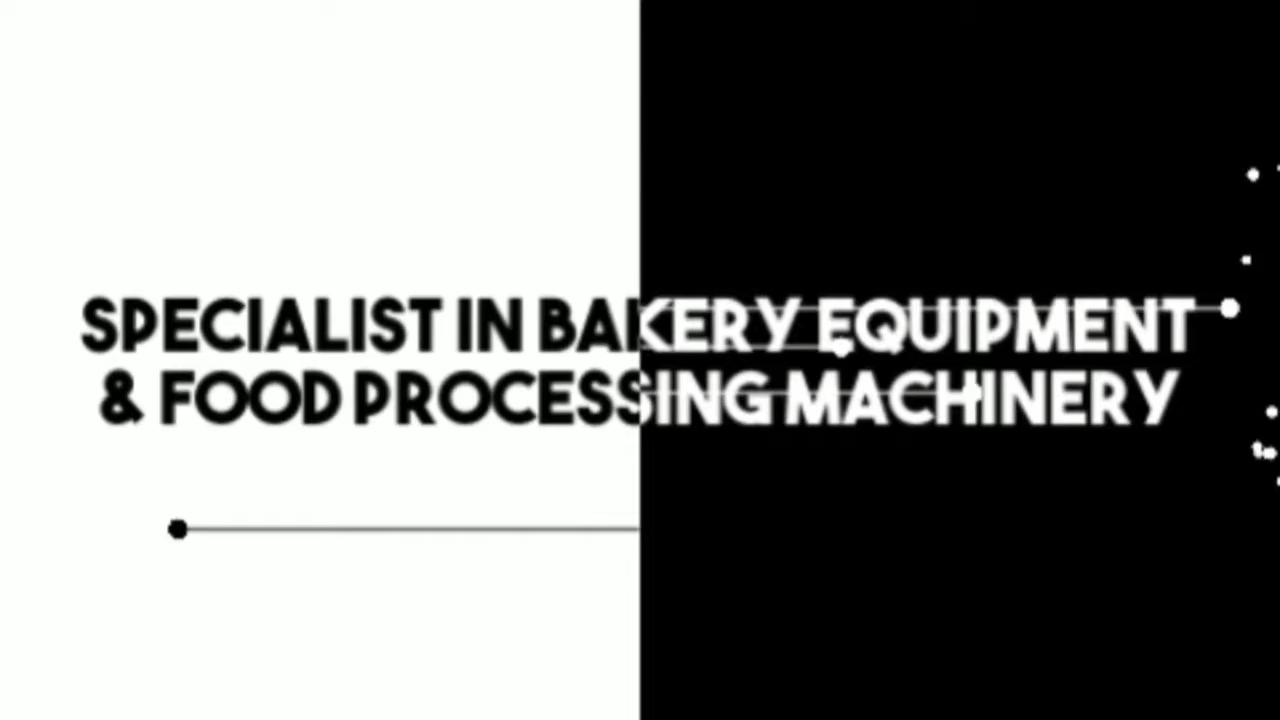 SPECIALIST IN BAKERY EQUIPMENT
& FOOD PROCESSING MACHINERY